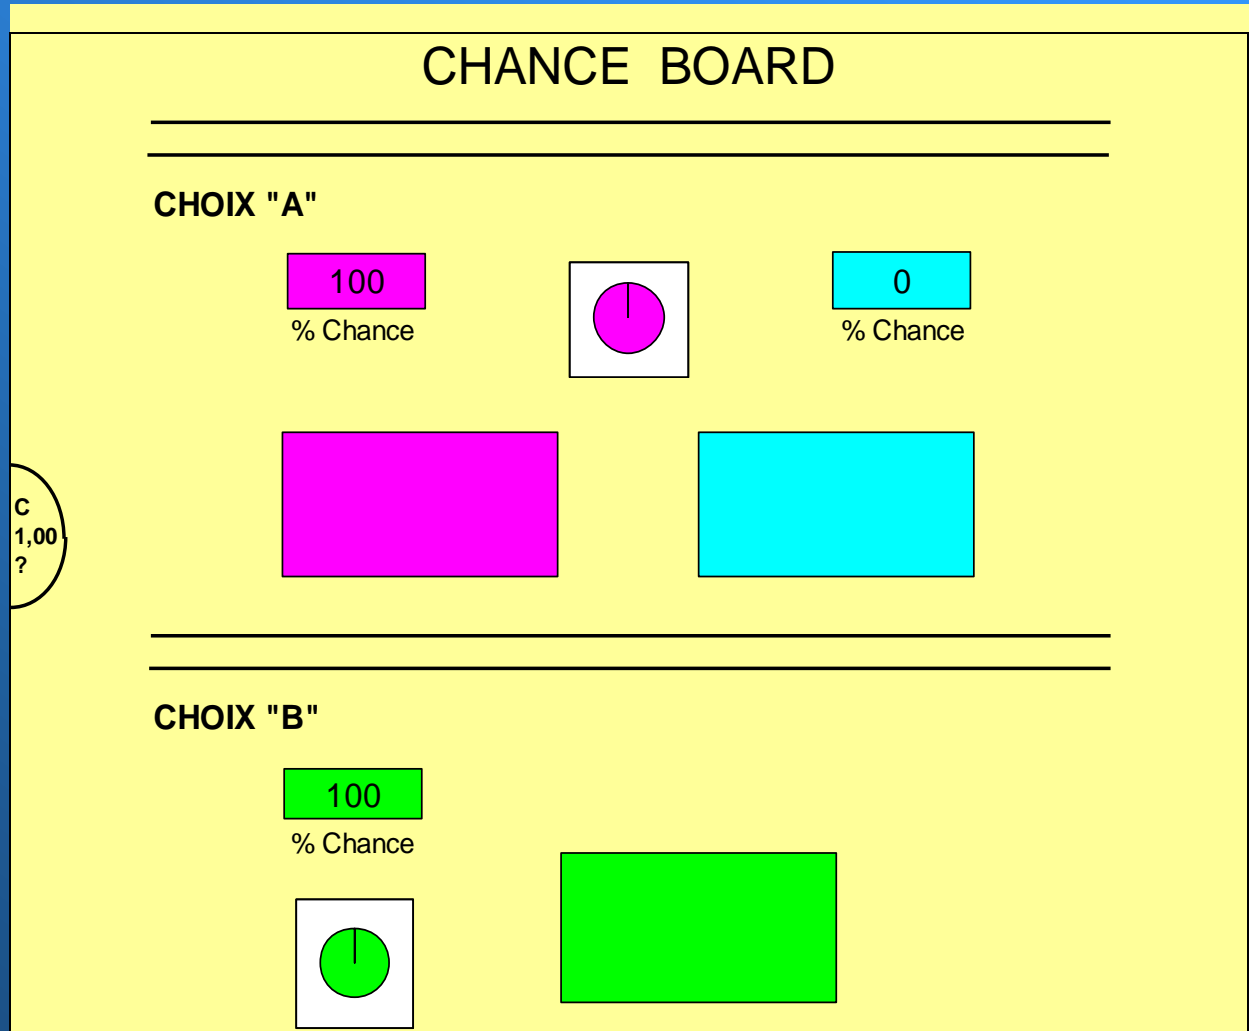 CHANCE BOARD
CHOIX "A"
100
0
% Chance
% Chance
C
1,00
?
CHOIX "B"
100
% Chance